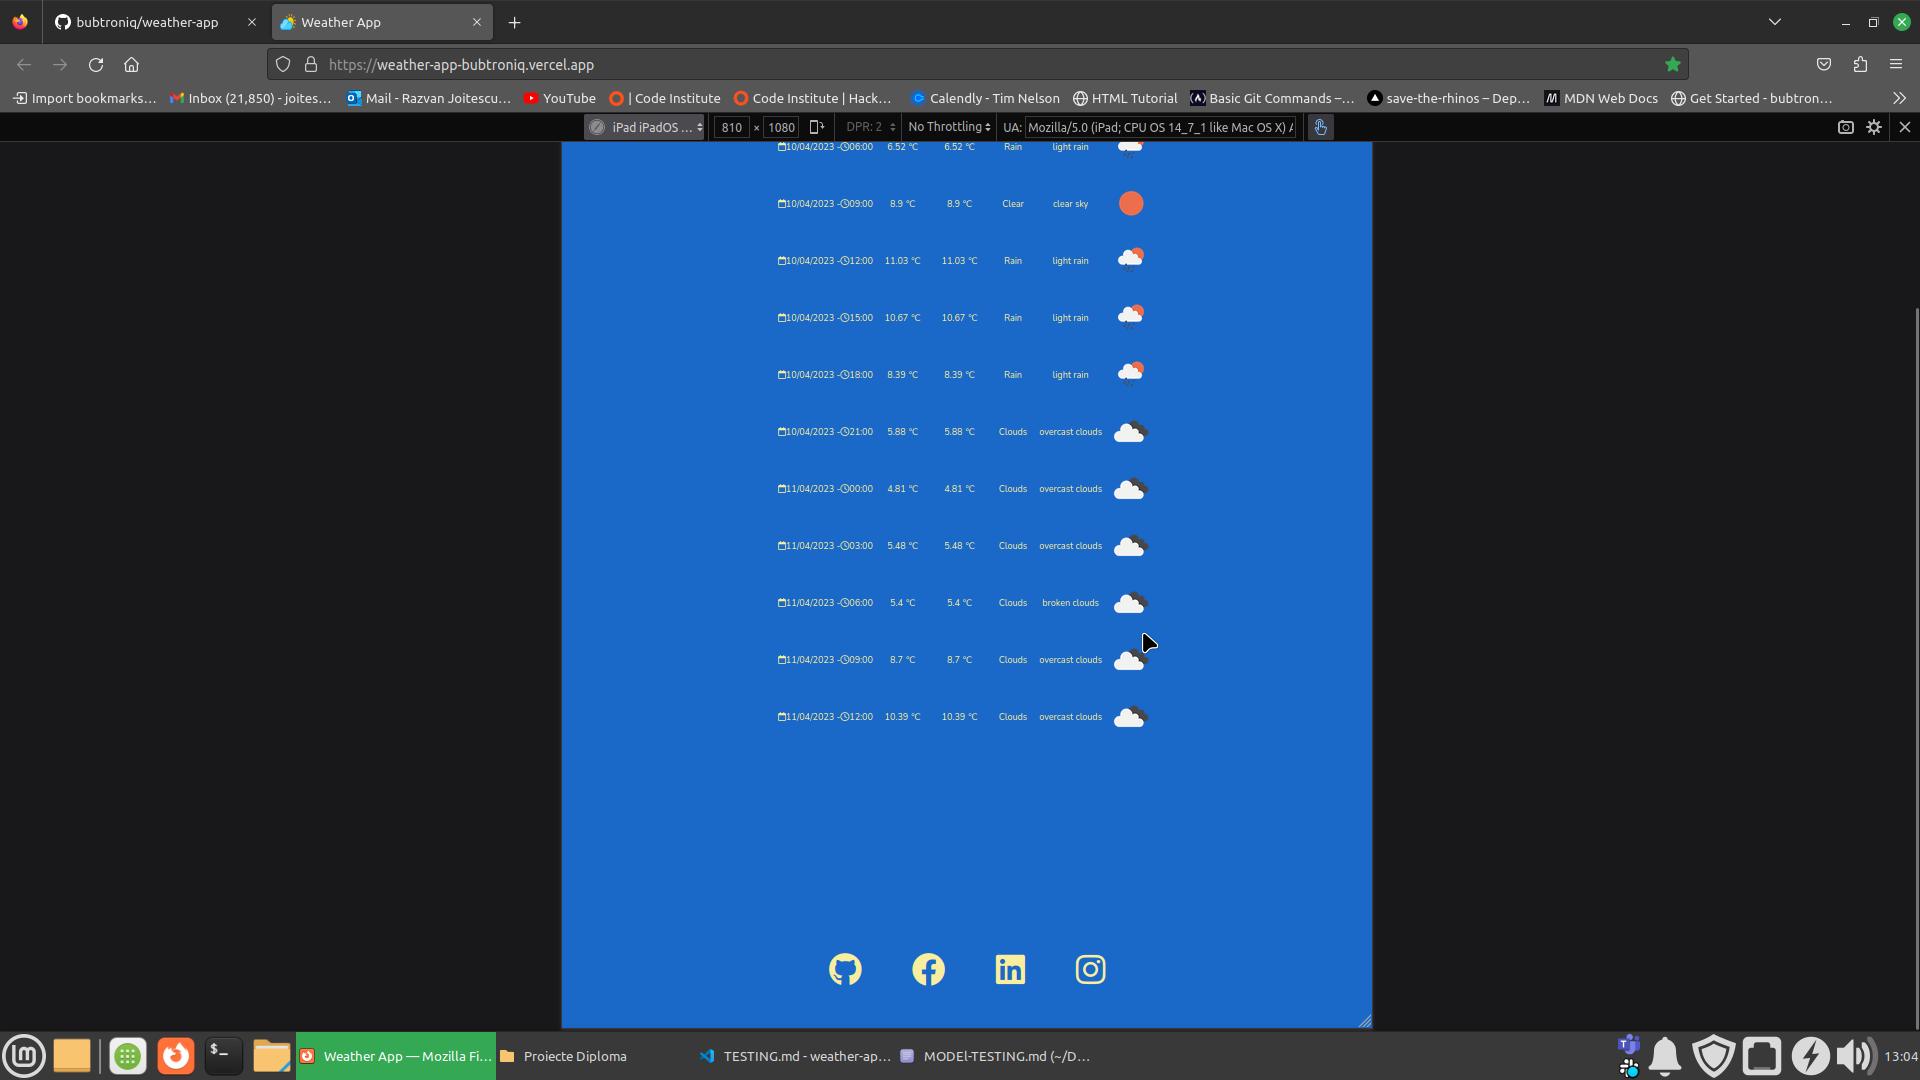 bubtroniq/weather-app
Weather App
https://weather-app-bubtroniq.vercel.app
Import bookmarks...
Inbox (21,850) - joites...
Mail - Razvan Joitescu...
YouTube
| Code Institute
Code Institute | Hack...
Calendly - Tim Nelson
HTML Tutorial
Basic Git Commands –...
save-the-rhinos – Dep...
MDN Web Docs
Get Started - bubtron...
iPad iPadOS ...
810 × 1080
DPR: 2
No Throttling
UA: Mozilla/5.0 (iPad; CPU OS 14_7_1 like Mac OS X)
10/04/2023 -06:00 6.52 °C 6.52 °C Rain light rain
10/04/2023 -09:00 8.9 °C 8.9 °C Clear clear sky
10/04/2023 -12:00 11.03 °C 11.03 °C Rain light rain
10/04/2023 -15:00 10.67 °C 10.67 °C Rain light rain
10/04/2023 -18:00 8.39 °C 8.39 °C Rain light rain
10/04/2023 -21:00 5.88 °C 5.88 °C Clouds overcast clouds
11/04/2023 -00:00 4.81 °C 4.81 °C Clouds overcast clouds
11/04/2023 -03:00 5.48 °C 5.48 °C Clouds overcast clouds
11/04/2023 -06:00 5.4 °C 5.4 °C Clouds broken clouds
11/04/2023 -09:00 8.7 °C 8.7 °C Clouds overcast clouds
11/04/2023 -12:00 10.39 °C 10.39 °C Clouds overcast clouds
Weather App — Mozilla Fi...
Proiecte Diploma
TESTING.md - weather-ap...
MODEL-TESTING.md (~/D...
13:04